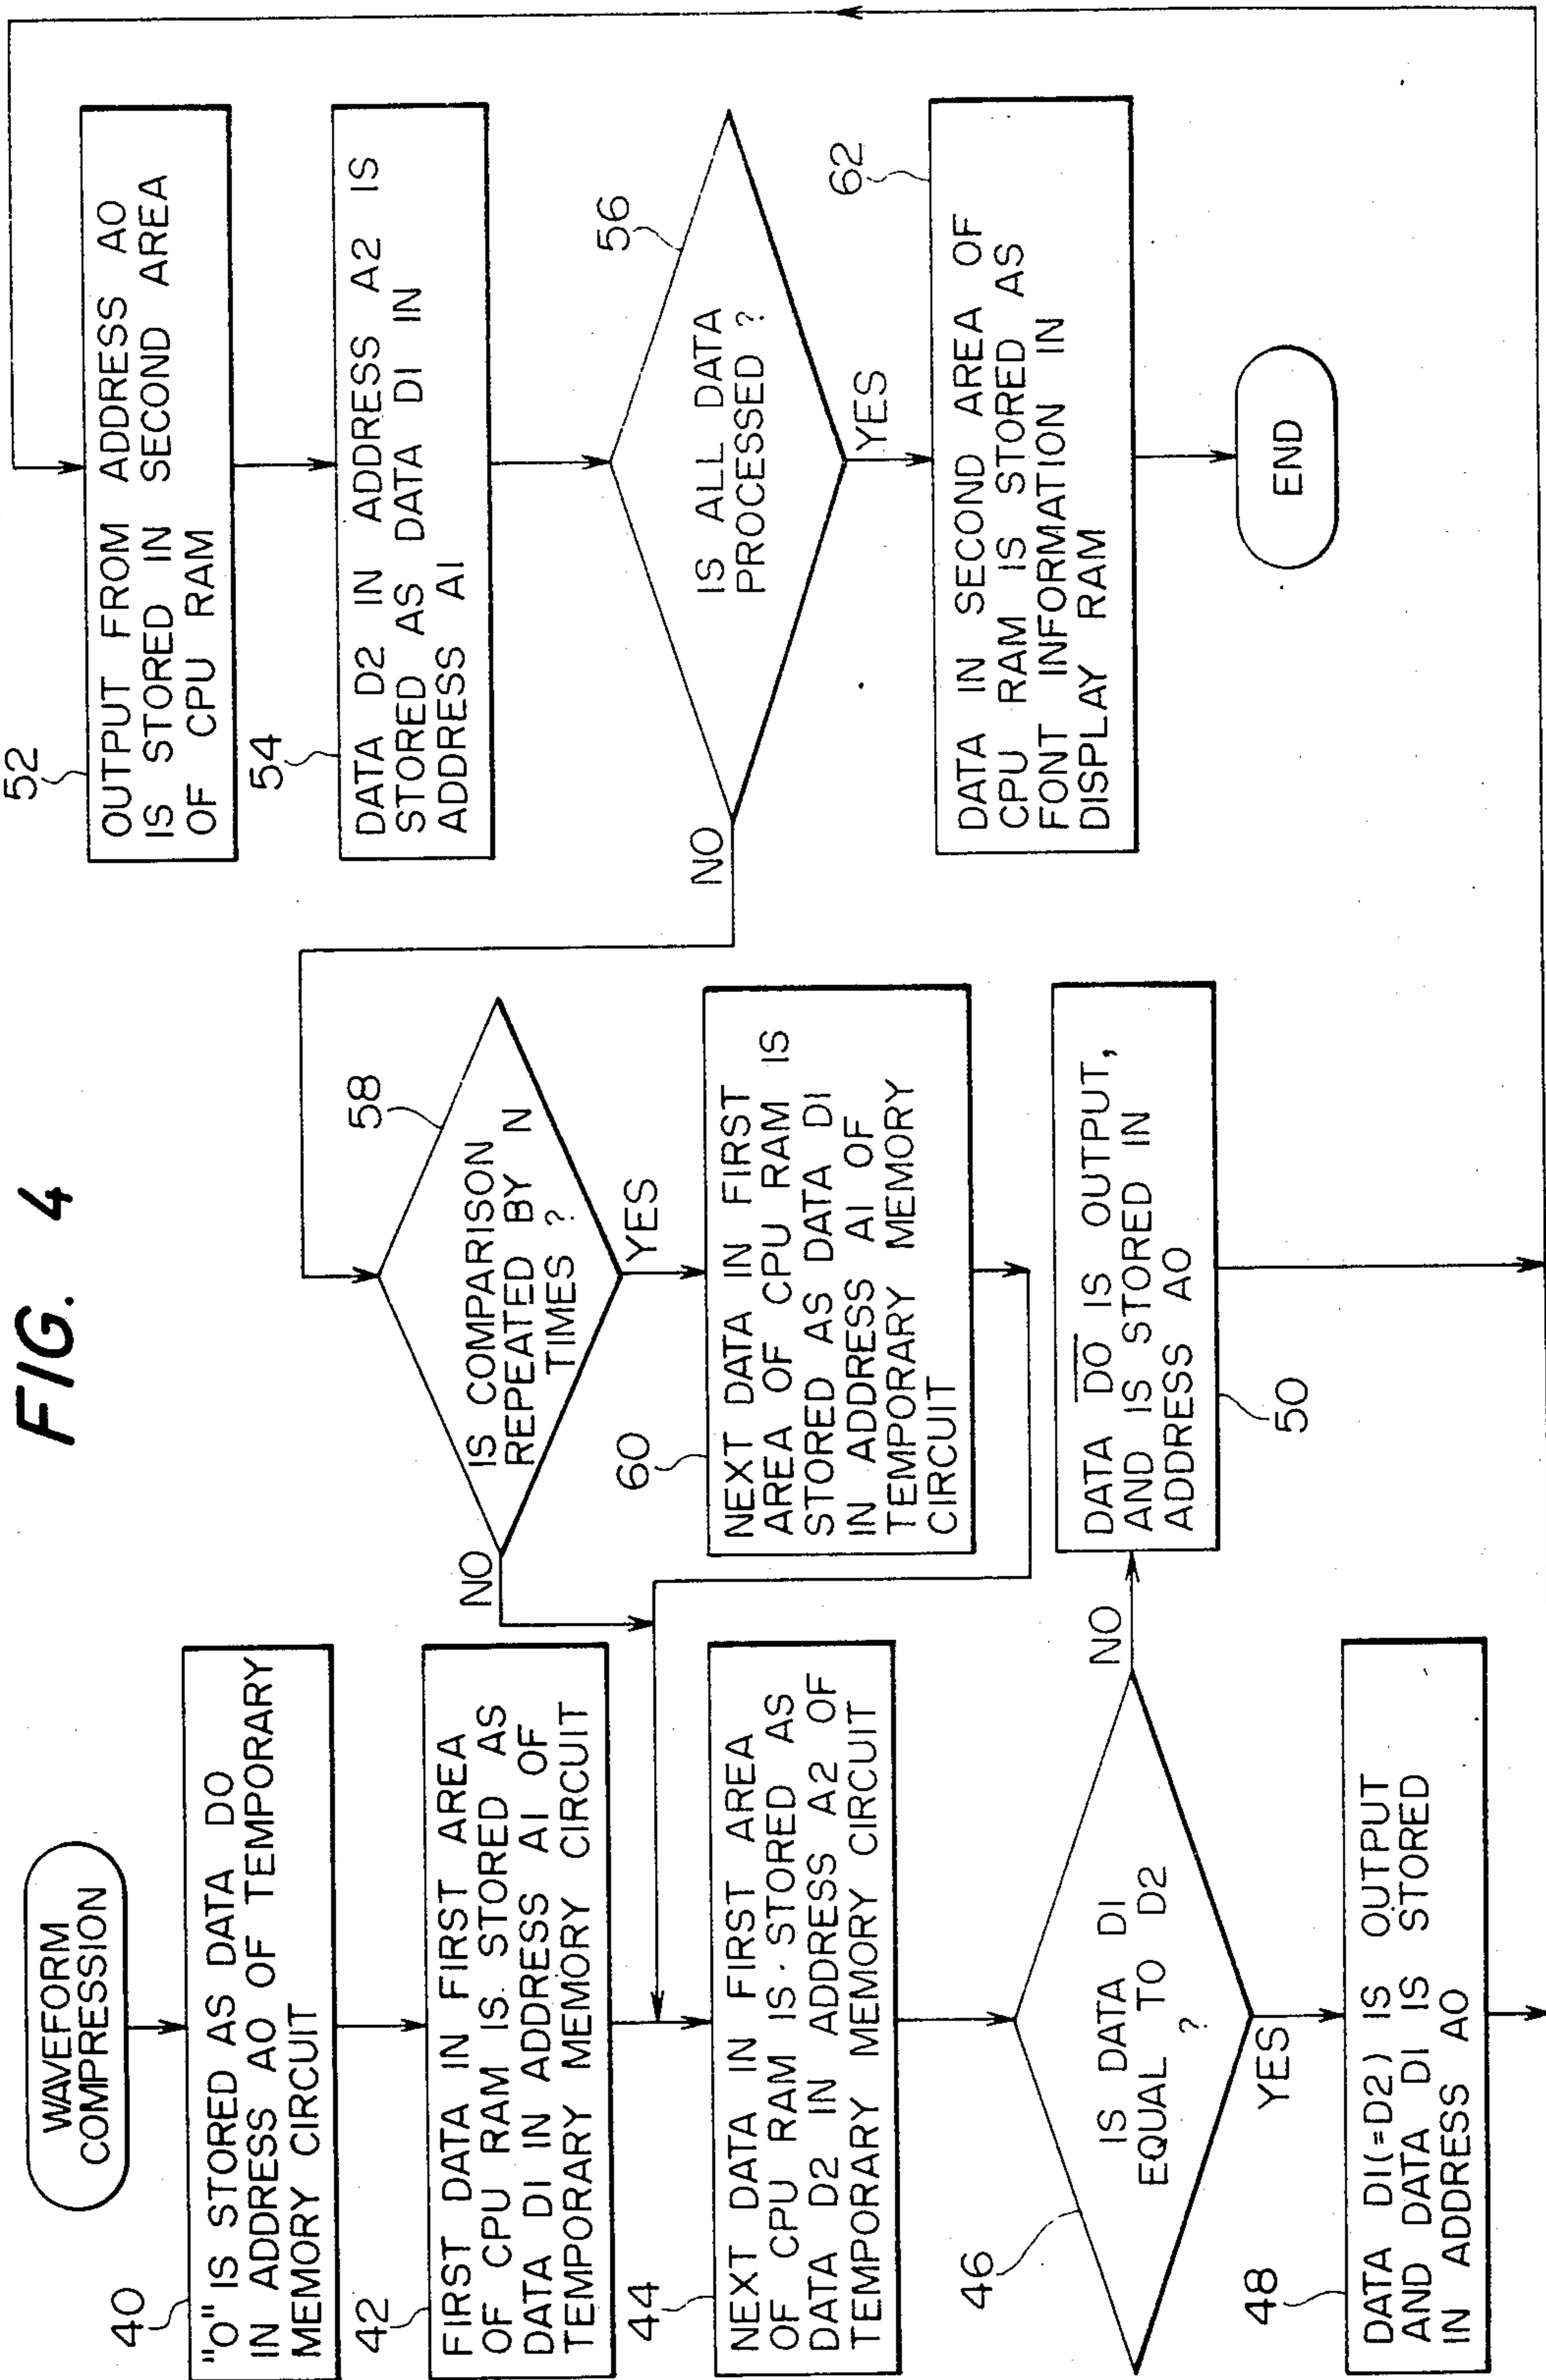 FIG. 4
WAVEFORM
COMPRESSION
40
"0" IS STORED AS DATA D0
IN ADDRESS A0 OF TEMPORARY
MEMORY CIRCUIT
42
FIRST DATA IN FIRST AREA
OF CPU RAM IS STORED AS
DATA D1 IN ADDRESS A1 OF
TEMPORARY MEMORY CIRCUIT
44
NEXT DATA IN FIRST AREA
OF CPU RAM IS STORED AS
DATA D2 IN ADDRESS A2 OF
TEMPORARY MEMORY CIRCUIT
46
IS DATA D1
EQUAL TO D2
?
NO
YES
48
DATA D1(=D2) IS OUTPUT
AND DATA D1 IS STORED
IN ADDRESS A0
58
IS COMPARISON
REPEATED BY N
TIMES ?
NO
YES
60
NEXT DATA IN FIRST
AREA OF CPU RAM IS
STORED AS DATA D1
IN ADDRESS A1 OF
TEMPORARY MEMORY
CIRCUIT
DATA D̅0̅ IS OUTPUT,
AND IS STORED IN
ADDRESS A0
50
52
OUTPUT FROM ADDRESS A0
IS STORED IN SECOND AREA
OF CPU RAM
54
DATA D2 IN ADDRESS A2 IS
STORED AS DATA D1 IN
ADDRESS A1
56
IS ALL DATA
PROCESSED ?
NO
YES
62
DATA IN SECOND AREA OF
CPU RAM IS STORED AS
FONT INFORMATION IN
DISPLAY RAM
END